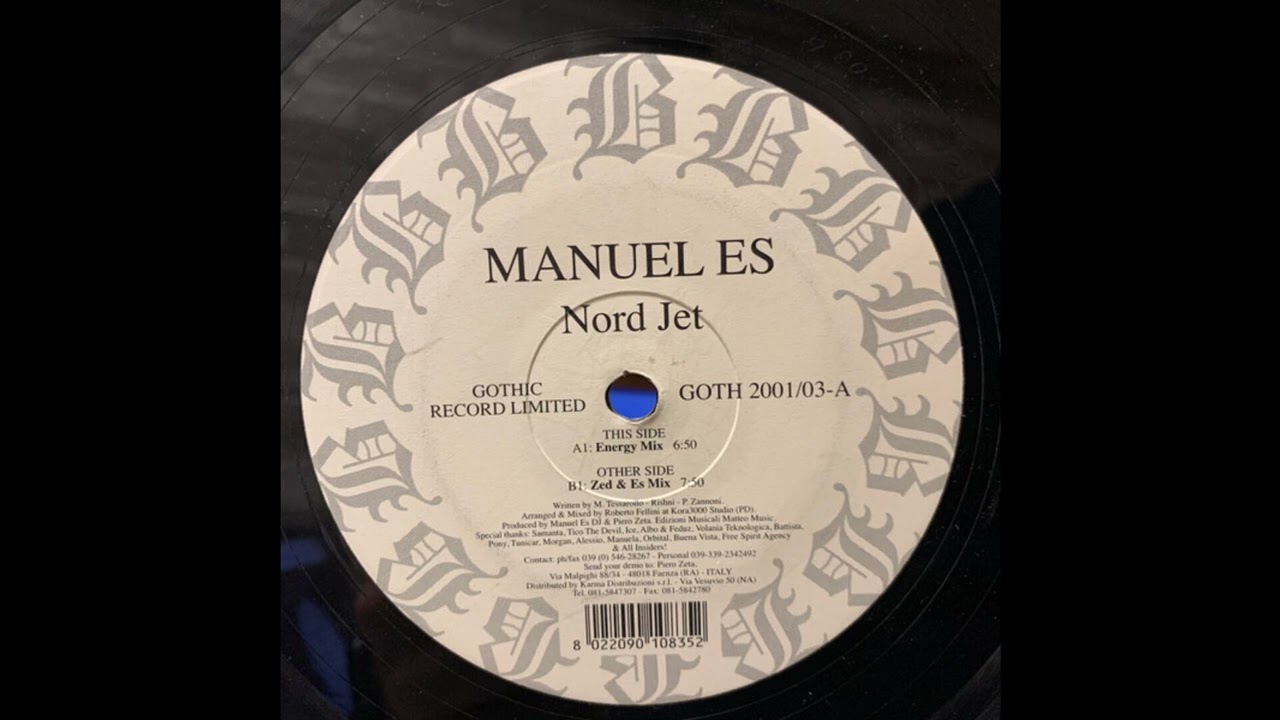 MANUEL ES
Nord Jet
GOTHIC
RECORD LIMITED
GOTH 2001/03-A
THIS SIDE
A1: Energy Mix 6:50
OTHER SIDE
B1: Zed & Es Mix 7:50
Written by M. Tessarollo - Rishni - P. Zannoni.
Arranged & Mixed by Roberto Fellini at Kora3000 Studio (PD).
Produced by Manuel Es DJ & Piero Zeta. Edizioni Musicali Matteo Music.
Special thanks: Samanta, Tico The Devil, Ice, Albo & Feduz, Volania Teknologica, Battista,
Pony, Tunicar, Morgan, Alessio, Manuela, Orbital, Buena Vista, Free Spirit Agency
& All Insiders!
Contact: ph/fax 039 (0) 546-28267 - Personal 039-339-2342492
Send your demo to: Piero Zeta,
Via Malpighi 88/34 - 48018 Faenza (RA) - ITALY
Distributed by Karma Distribuzioni s.r.l. - Via Vesuvio 50 (NA)
Tel. 081-5847307 - Fax: 081-5842780
8 022090 108352